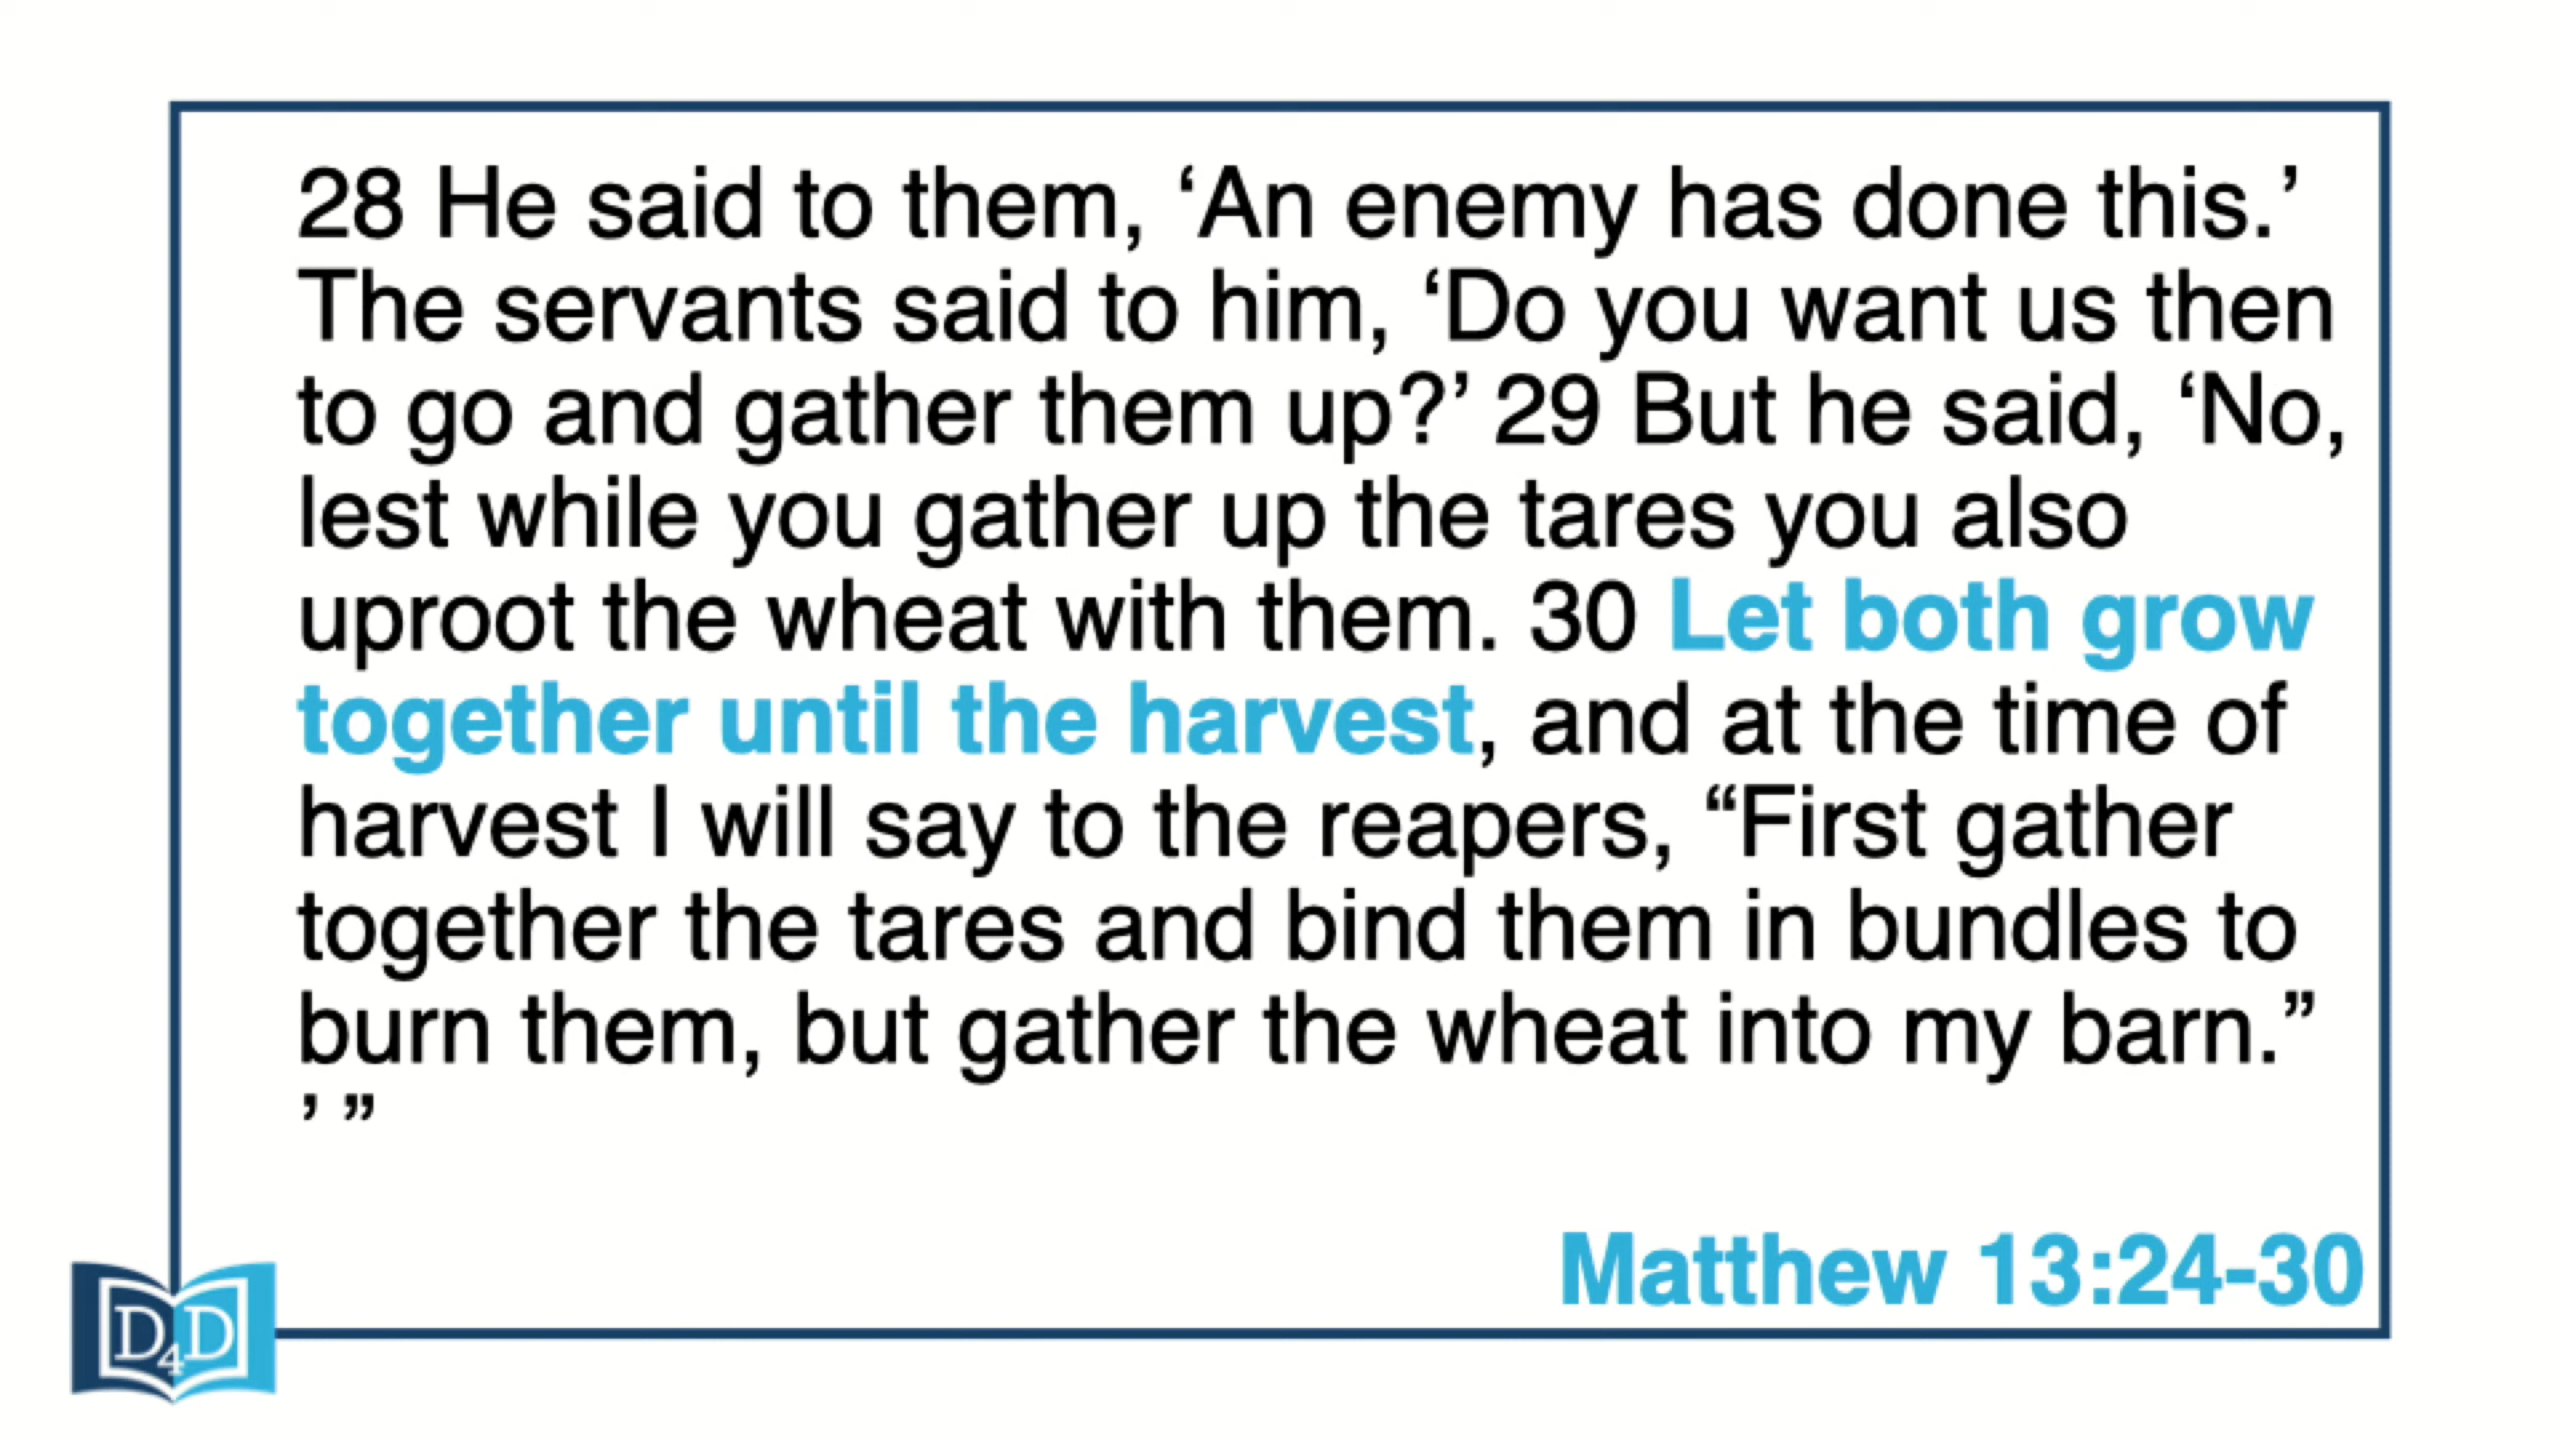 28 He said to them, ‘An enemy has done this.’
The servants said to him, ‘Do you want us then
to go and gather them up?’ 29 But he said, ‘No,
lest while you gather up the tares you also
uproot the wheat with them. 30 Let both grow
together until the harvest, and at the time of
harvest I will say to the reapers, “First gather
together the tares and bind them in bundles to
burn them, but gather the wheat into my barn.”
’ ”
Matthew 13:24-30
D4D